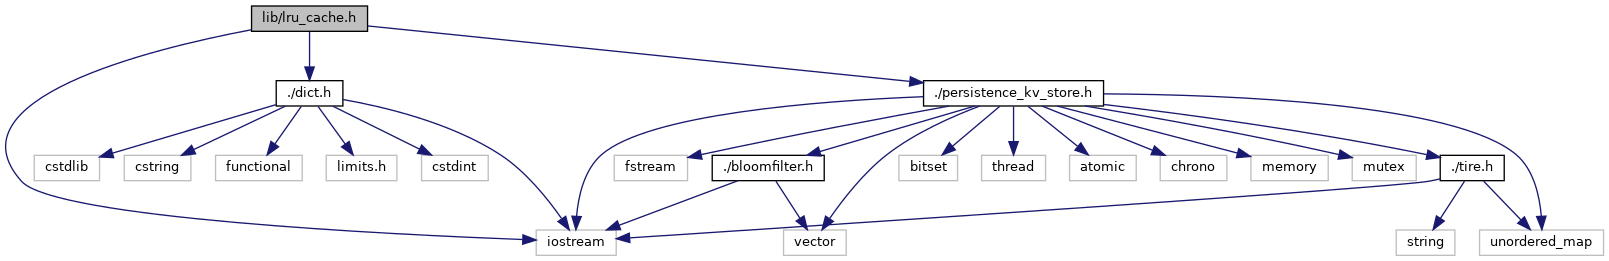 lib/lru_cache.h
./dict.h
./persistence_kv_store.h
cstdlib
cstring
functional
limits.h
cstdint
fstream
./bloomfilter.h
bitset
thread
atomic
chrono
memory
mutex
./tire.h
iostream
vector
string
unordered_map